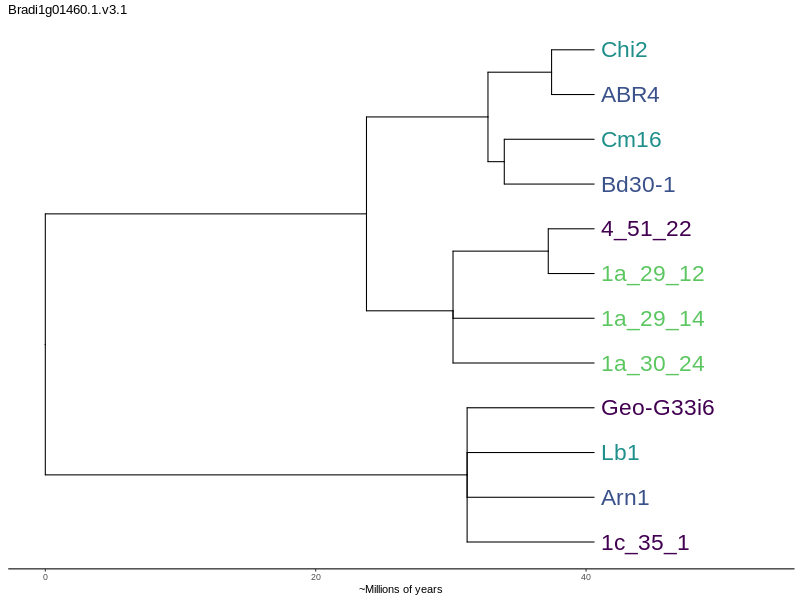 Bradi1g01460.1.v3.1
Chi2
ABR4
Cm16
Bd30-1
4_51_22
1a_29_12
1a_29_14
1a_30_24
Geo-G33i6
Lb1
Arn1
1c_35_1
0 20 40
~Millions of years